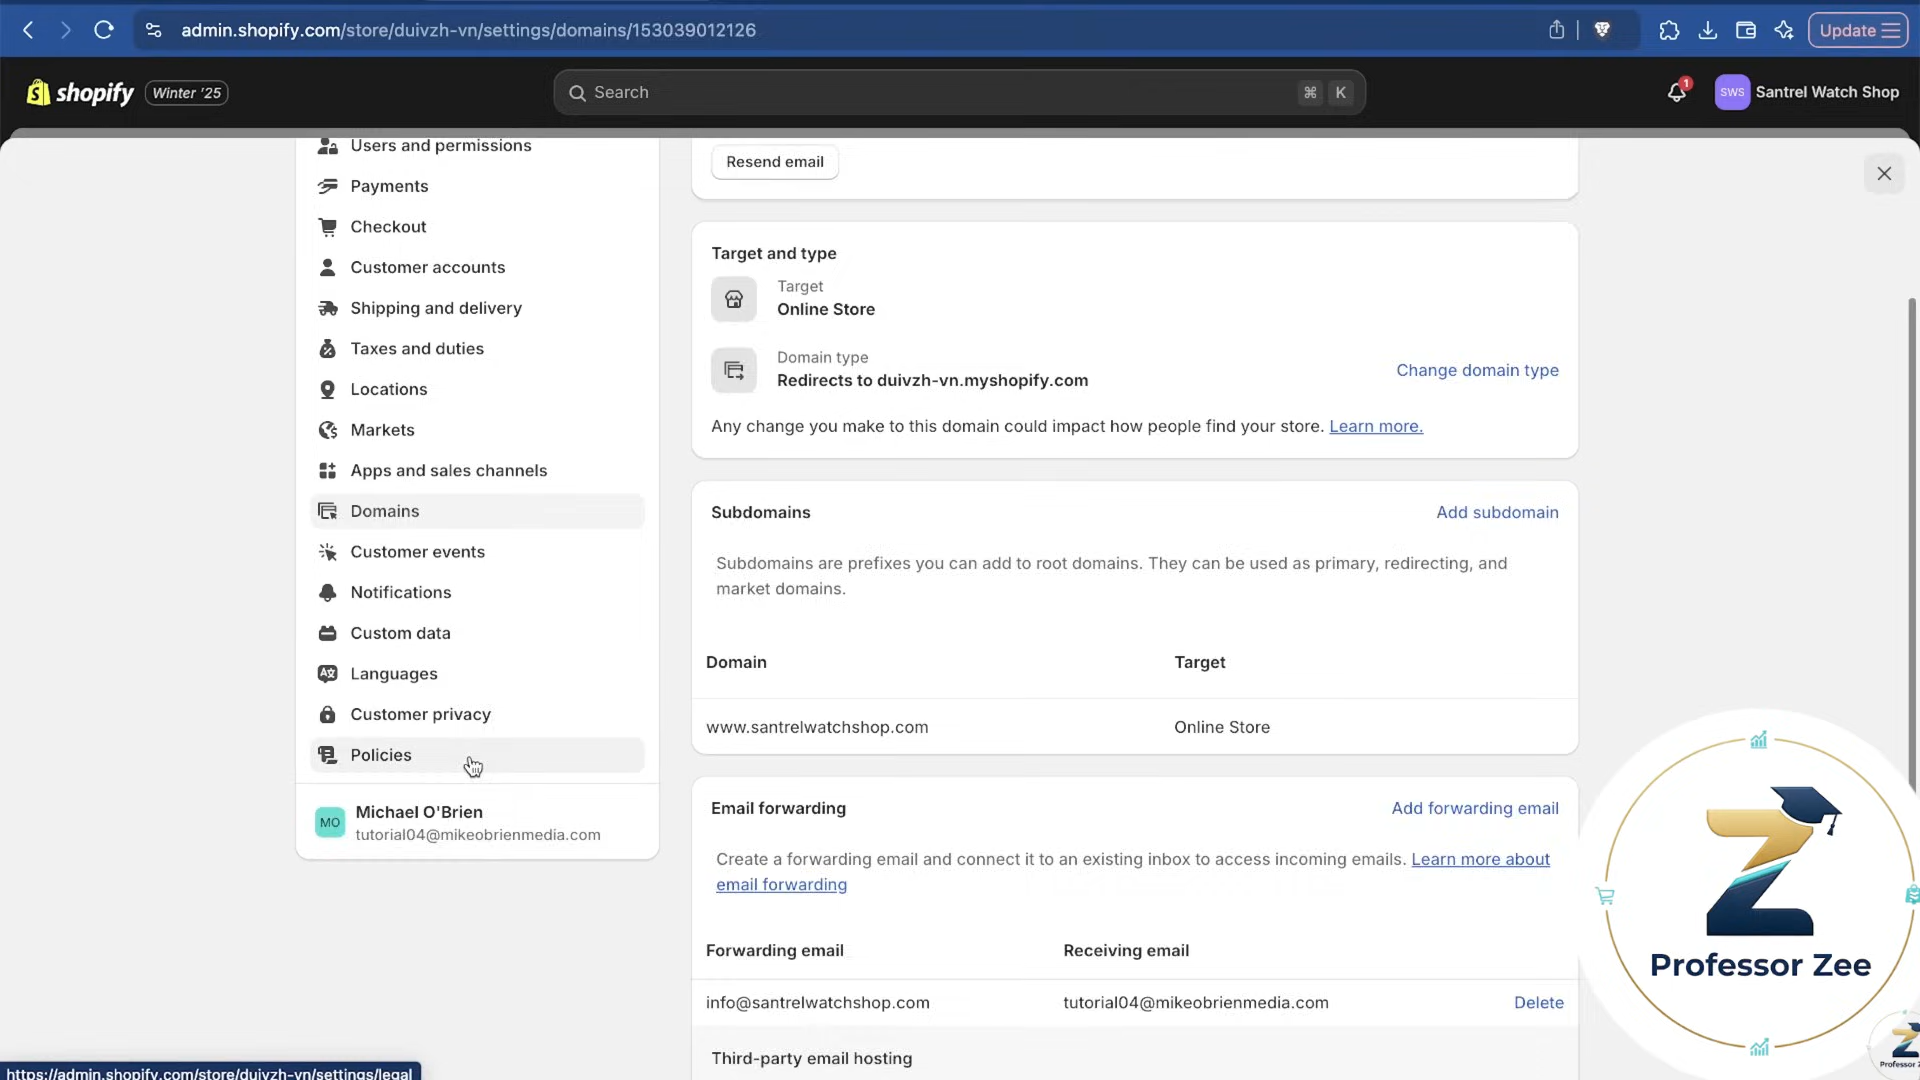 admin.shopify.com/store/duivzh-vn/settings/domains/153039012126
Update
shopify
Winter '25
Search
⌘ K
1
SWS
Santrel Watch Shop
Users and permissions
Payments
Checkout
Customer accounts
Shipping and delivery
Taxes and duties
Locations
Markets
Apps and sales channels
Domains
Customer events
Notifications
Custom data
Languages
Customer privacy
Policies
MO
Michael O'Brien
tutorial04@mikeobrienmedia.com
Resend email
Target and type
Target
Online Store
Domain type
Redirects to duivzh-vn.myshopify.com
Change domain type
Any change you make to this domain could impact how people find your store. Learn more.
Subdomains
Add subdomain
Subdomains are prefixes you can add to root domains. They can be used as primary, redirecting, and
market domains.
Domain
Target
www.santrelwatchshop.com
Online Store
Email forwarding
Add forwarding email
Create a forwarding email and connect it to an existing inbox to access incoming emails. Learn more about
email forwarding
Forwarding email
Receiving email
info@santrelwatchshop.com
tutorial04@mikeobrienmedia.com
Delete
Third-party email hosting
Professor Zee
Professor Z
https://admin.shopify.com/store/duivzh-vn/settings/legal